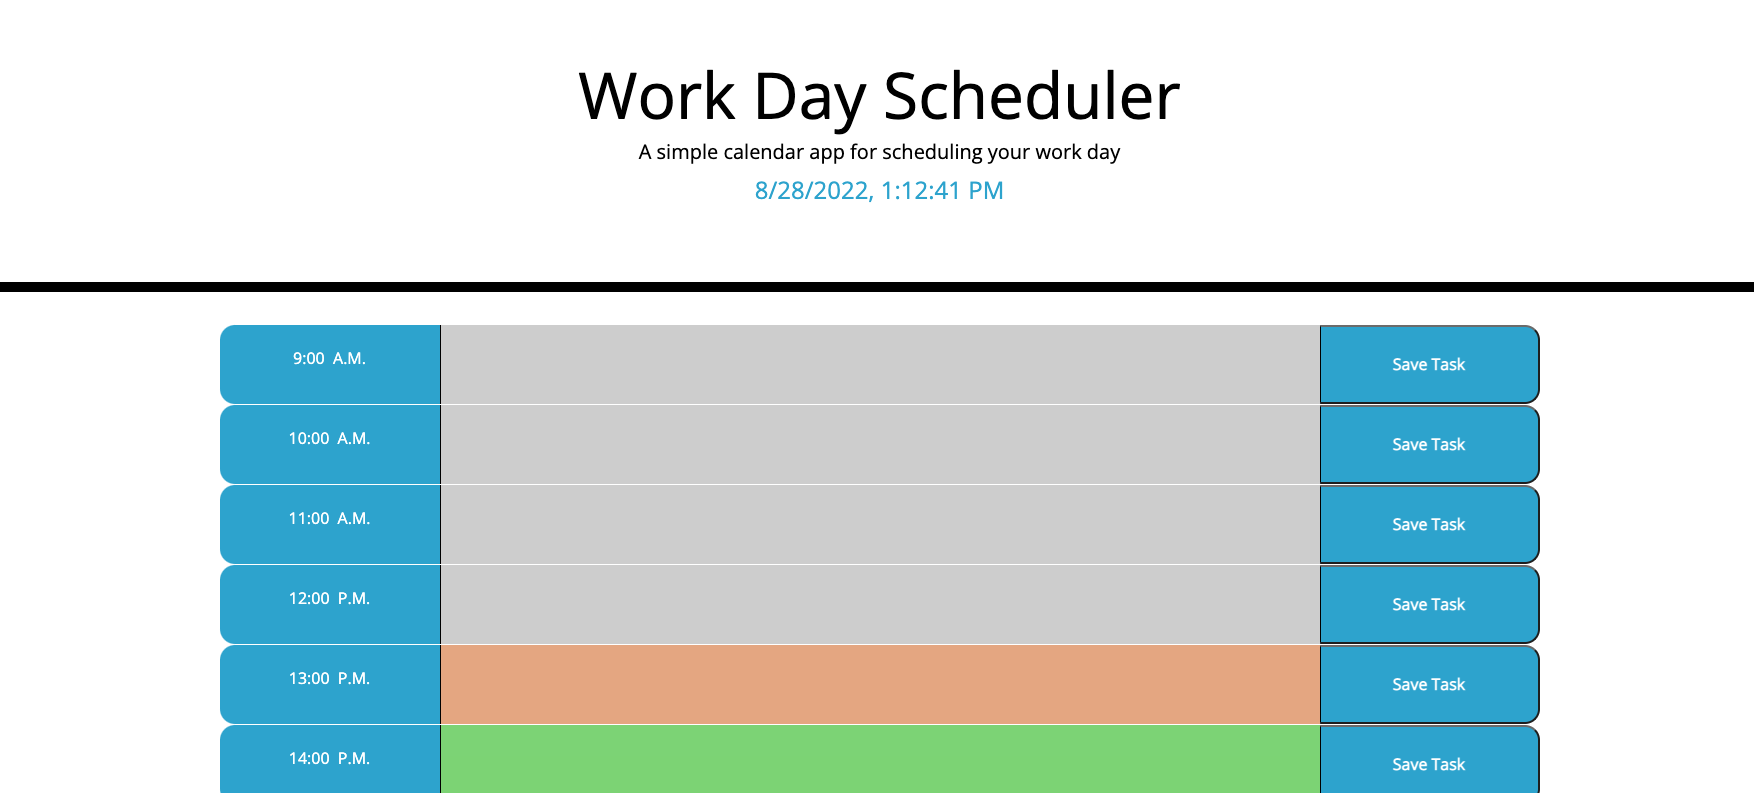 Work Day Scheduler
A simple calendar app for scheduling your work day
8/28/2022, 1:12:41 PM
9:00 A.M. Save Task
10:00 A.M. Save Task
11:00 A.M. Save Task
12:00 P.M. Save Task
13:00 P.M. Save Task
14:00 P.M. Save Task